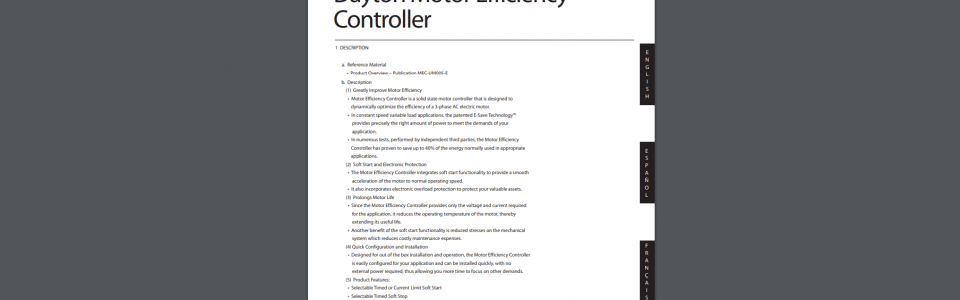 Dayton Motor Efficiency
Controller
1 DESCRIPTION
a. Reference Material
• Product Overview – Publication MEC-UM005-E
b. Description
(1) Greatly Improve Motor Efficiency
• Motor Efficiency Controller is a solid state motor controller that is designed to
dynamically optimize the efficiency of a 3-phase AC electric motor.
• In constant speed variable load applications, the patented E-Save Technology™
provides precisely the right amount of power to meet the demands of your
application.
• In numerous tests, performed by independent third parties, the Motor Efficiency
Controller has proven to save up to 40% of the energy normally used in appropriate
applications.
(2) Soft Start and Electronic Protection
• The Motor Efficiency Controller integrates soft start functionality to provide a smooth
acceleration of the motor to normal operating speed.
• It also incorporates electronic overload protection to protect your valuable assets.
(3) Prolongs Motor Life
• Since the Motor Efficiency Controller provides only the voltage and current required
for the application, it reduces the operating temperature of the motor, thereby
extending its useful life.
• Another benefit of the soft start functionality is reduced stresses on the mechanical
system which reduces costly maintenance expenses.
(4) Quick Configuration and Installation
• Designed for out of the box installation and operation, the Motor Efficiency Controller
is easily configured for your application and can be installed quickly, with no
external power required, thus allowing you more time to focus on other demands.
(5) Product Features:
• Selectable Timed or Current Limit Soft Start
• Selectable Timed Soft Stop
ENGLISH
ESPAÑOL
FRANÇAIS